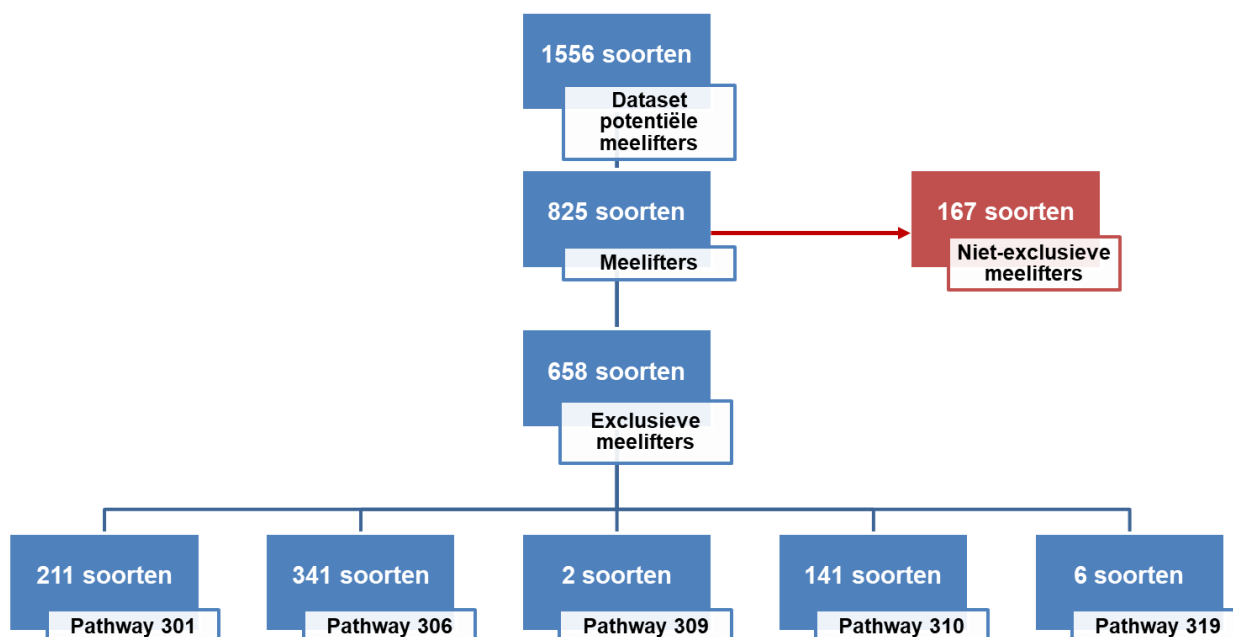 1556 soorten
Dataset
potentiële
meelifters
825 soorten
Meelifters
167 soorten
Niet-exclusieve
meelifters
658 soorten
Exclusieve
meelifters
211 soorten
Pathway 301
341 soorten
Pathway 306
2 soorten
Pathway 309
141 soorten
Pathway 310
6 soorten
Pathway 319